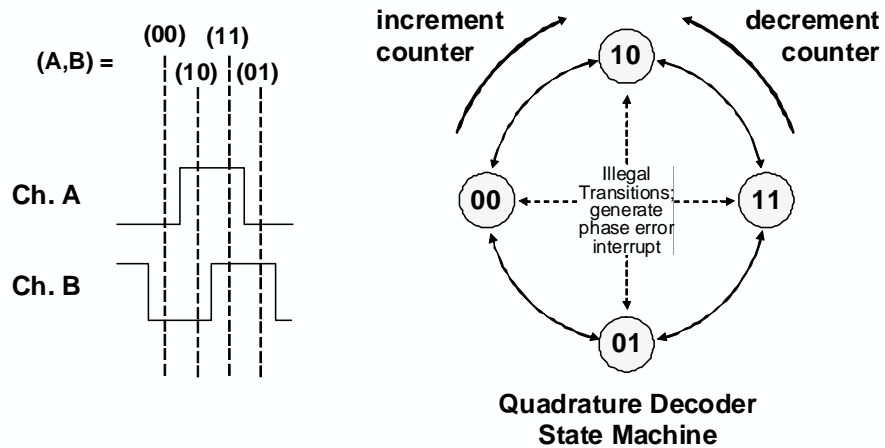 (A,B) =
(00)
(10)
(11)
(01)
Ch. A
Ch. B
increment
counter
decrement
counter
10
00
11
01
Illegal
Transitions;
generate
phase error
interrupt
Quadrature Decoder
State Machine